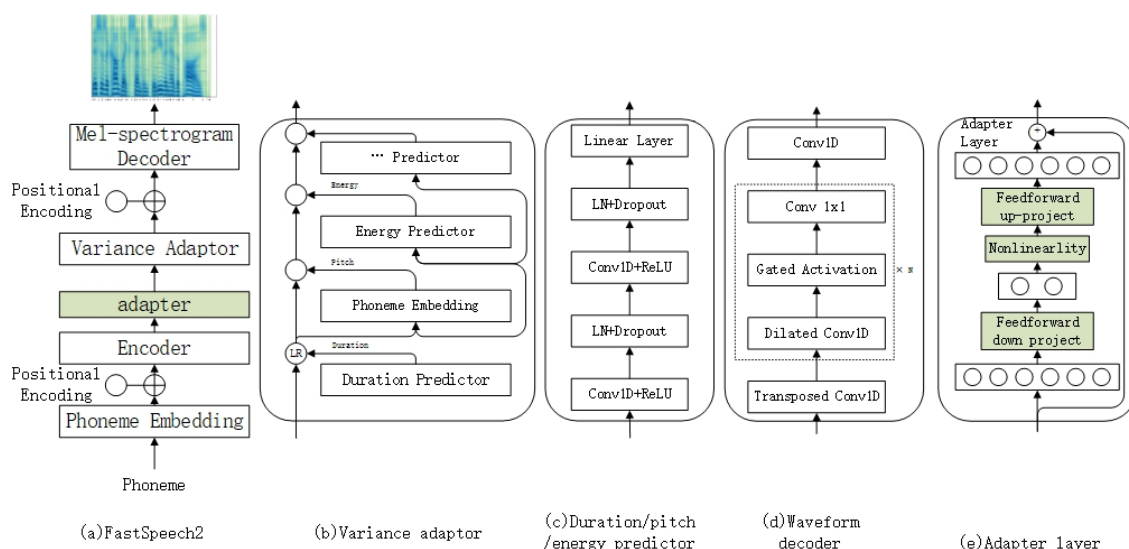 Mel-spectrogram
Decoder
Positional
Encoding
Variance Adaptor
adapter
Encoder
Positional
Encoding
Phoneme Embedding
Phoneme
(a)FastSpeech2
… Predictor
Energy
Energy Predictor
Pitch
Phoneme Embedding
LR
Duration
Duration Predictor
(b)Variance adaptor
Linear Layer
LN+Dropout
Conv1D+ReLU
LN+Dropout
Conv1D+ReLU
(c)Duration/pitch
/energy predictor
Conv1D
Conv 1x1
Gated Activation
× N
Dilated Conv1D
Transposed Conv1D
(d)Waveform
decoder
Adapter
Layer
+
Feedforward
up-project
Nonlinearlity
Feedforward
down project
(e)Adapter layer